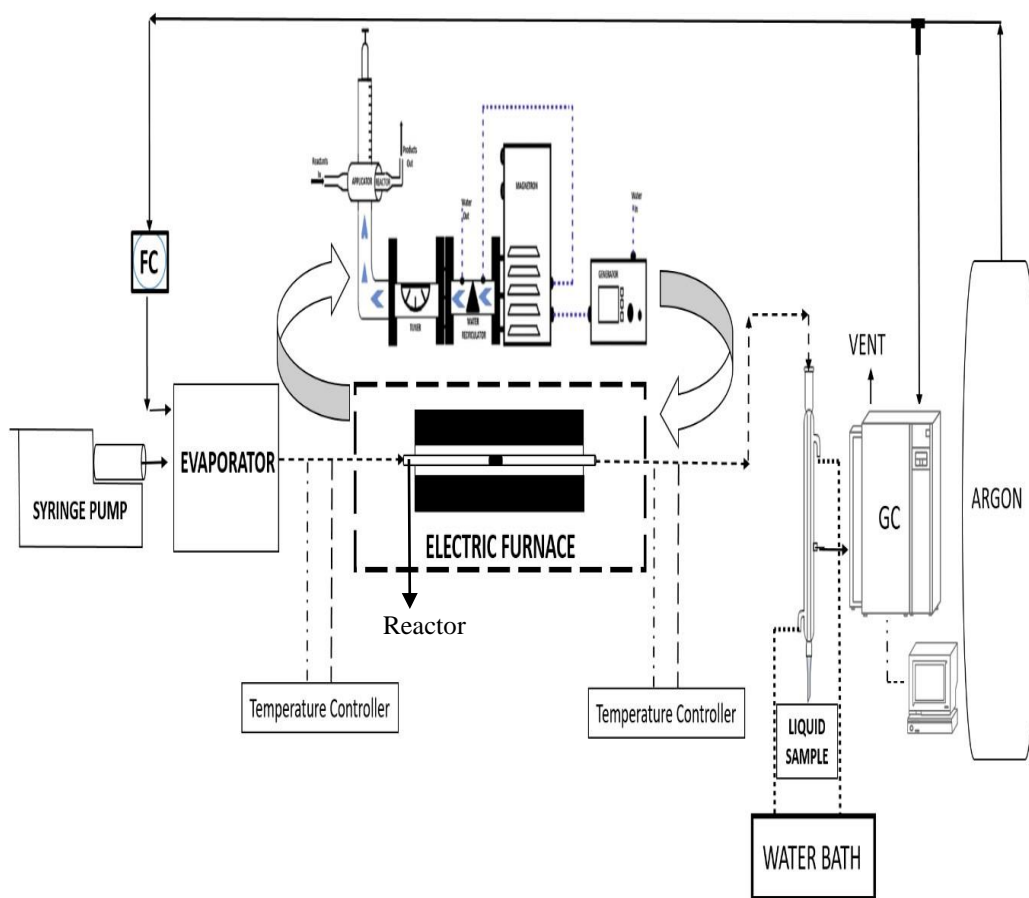 Reactants
In
Products
Out
APPLICATOR
REACTOR
MAGNETRON
Water
Out
Water
In
GENERATOR
TUNER
WATER
RECIRCULATOR
FC
VENT
SYRINGE PUMP
EVAPORATOR
ELECTRIC FURNACE
GC
ARGON
Reactor
Temperature Controller
Temperature Controller
LIQUID
SAMPLE
WATER BATH